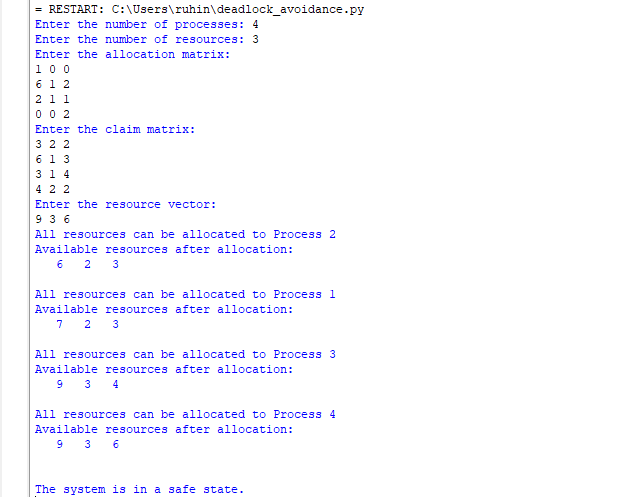 = RESTART: C:\Users\ruhin\deadlock_avoidance.py
Enter the number of processes: 4
Enter the number of resources: 3
Enter the allocation matrix:
1 0 0
6 1 2
2 1 1
0 0 2
Enter the claim matrix:
3 2 2
6 1 3
3 1 4
4 2 2
Enter the resource vector:
9 3 6
All resources can be allocated to Process 2
Available resources after allocation:
6 2 3
All resources can be allocated to Process 1
Available resources after allocation:
7 2 3
All resources can be allocated to Process 3
Available resources after allocation:
9 3 4
All resources can be allocated to Process 4
Available resources after allocation:
9 3 6
The system is in a safe state.